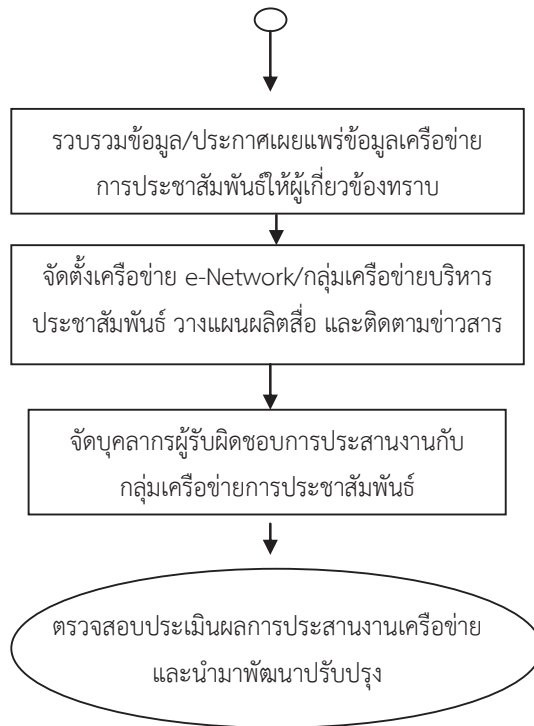 รวบรวมข้อมูล/ประกาศเผยแพร่ข้อมูลเครือข่าย
การประชาสัมพันธ์ให้ผู้เกี่ยวข้องทราบ
จัดตั้งเครือข่าย e-Network/กลุ่มเครือข่ายบริหาร
ประชาสัมพันธ์ วางแผนผลิตสื่อ และติดตามข่าวสาร
จัดบุคลากรผู้รับผิดชอบการประสานงานกับ
กลุ่มเครือข่ายการประชาสัมพันธ์
ตรวจสอบประเมินผลการประสานงานเครือข่าย
และนำมาพัฒนาปรับปรุง